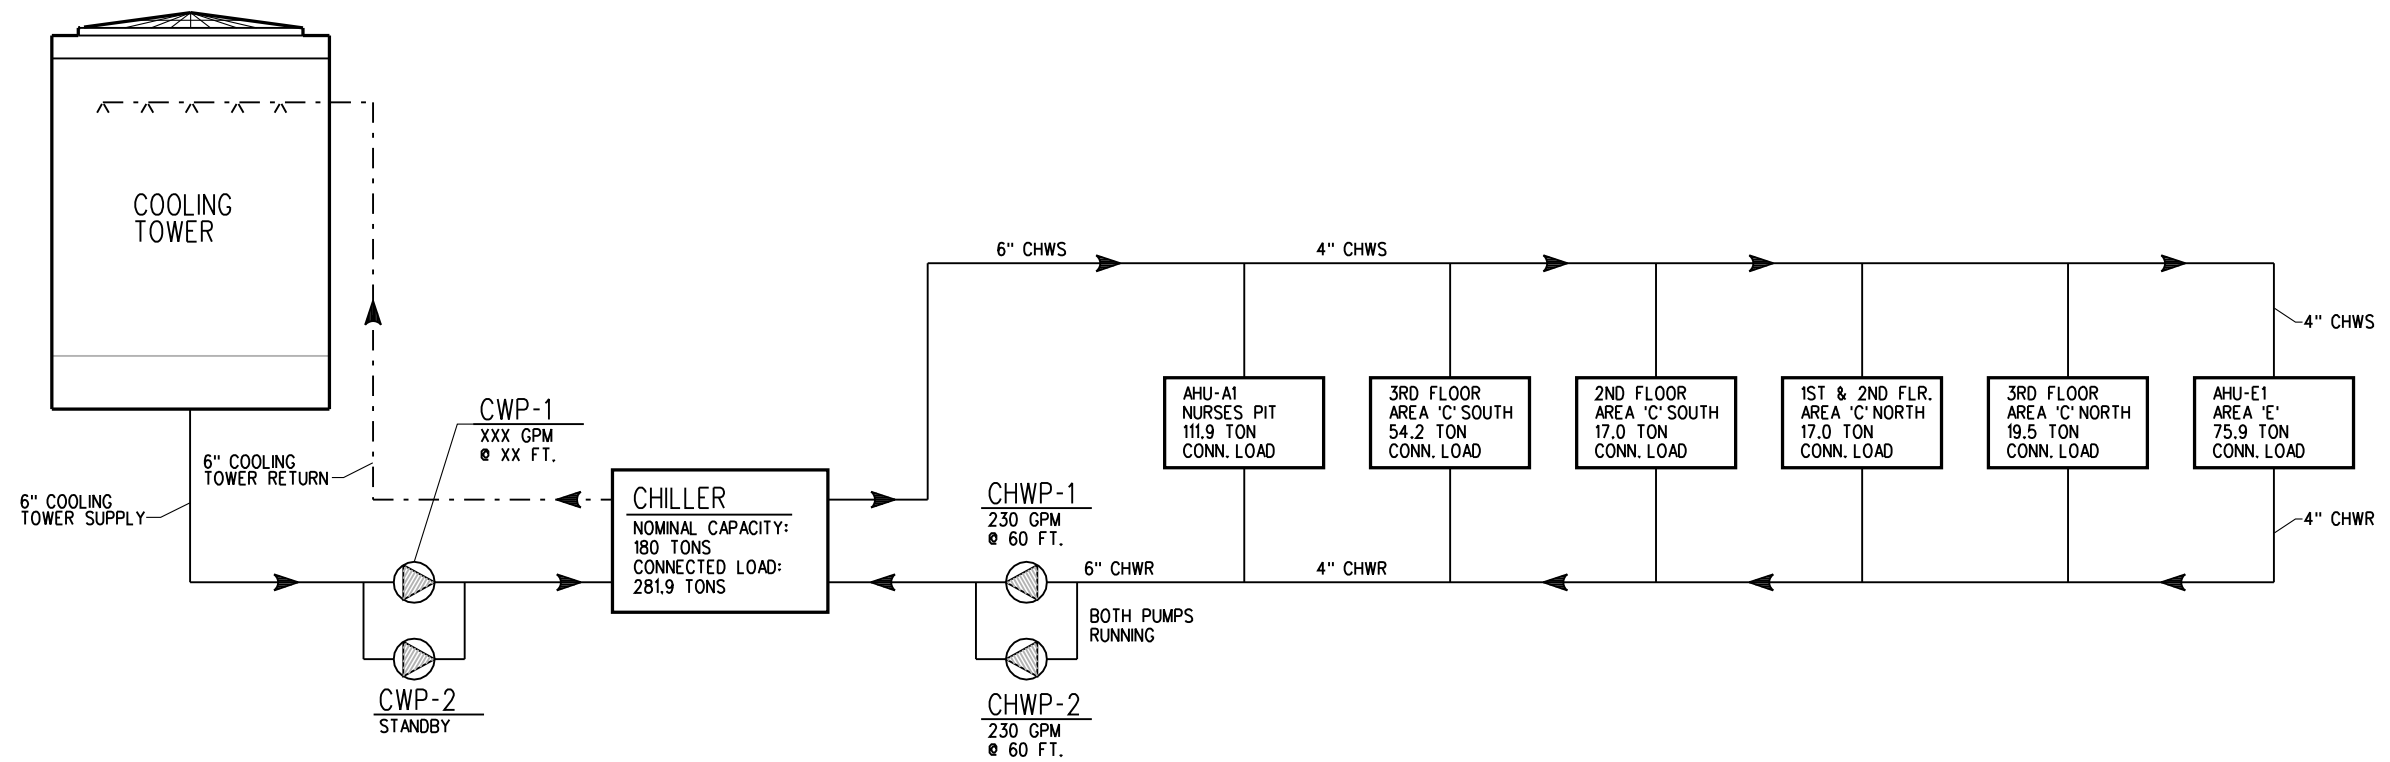 COOLING
TOWER
6" CHWS
4" CHWS
4" CHWS
AHU-A1
NURSES PIT
111.9 TON
CONN. LOAD
3RD FLOOR
AREA 'C' SOUTH
54.2 TON
CONN. LOAD
2ND FLOOR
AREA 'C' SOUTH
17.0 TON
CONN. LOAD
1ST & 2ND FLR.
AREA 'C' NORTH
17.0 TON
CONN. LOAD
3RD FLOOR
AREA 'C' NORTH
19.5 TON
CONN. LOAD
AHU-E1
AREA 'E'
75.9 TON
CONN. LOAD
CWP-1
XXX GPM
@ XX FT.
6" COOLING
TOWER RETURN
6" COOLING
TOWER SUPPLY
CHILLER
NOMINAL CAPACITY:
180 TONS
CONNECTED LOAD:
281.9 TONS
CHWP-1
230 GPM
@ 60 FT.
4" CHWR
6" CHWR
4" CHWR
BOTH PUMPS
RUNNING
CWP-2
STANDBY
CHWP-2
230 GPM
@ 60 FT.